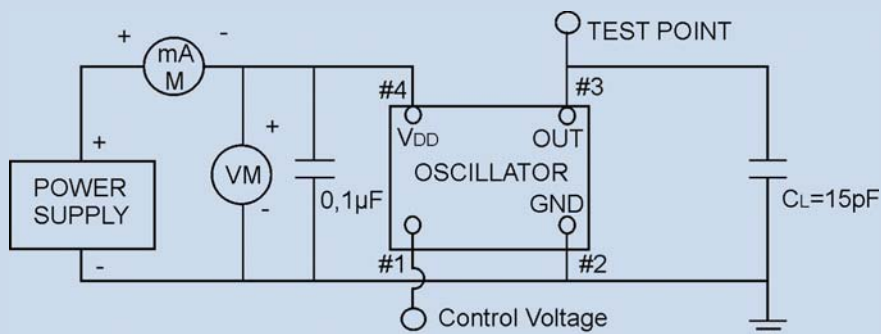 TEST POINT
+
-
mA
M
#4
#3
+
+
VDD
OUT
POWER
SUPPLY
VM
0,1µF
OSCILLATOR
CL=15pF
-
GND
-
#1
#2
Control Voltage